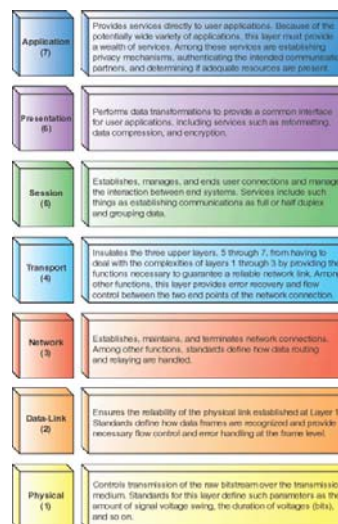 Application
(7)
Provides services directly to user applications. Because of the
potentially wide variety of applications, this layer must provide
a wealth of services. Among these services are establishing
privacy mechanisms, authenticating the intended communicatio
partners, and determining if adequate resources are present.
Presentation
(6)
Performs data transformations to provide a common interface
for user applications, including services such as reformatting,
data compression, and encryption.
Session
(5)
Establishes, manages, and ends user connections and manage
the interaction between end systems. Services include such
things as establishing communications as full or half duplex
and grouping data.
Transport
(4)
Insulates the three upper layers, 5 through 7, from having to
deal with the complexities of layers 1 through 3 by providing the
functions necessary to guarantee a reliable network link. Among
other functions, this layer provides error recovery and flow
control between the two end points of the network connection.
Network
(3)
Establishes, maintains, and terminates network connections.
Among other functions, standards define how data routing
and relaying are handled.
Data-Link
(2)
Ensures the reliability of the physical link established at Layer 1
Standards define how data frames are recognized and provide
necessary flow control and error handling at the frame level.
Physical
(1)
Controls transmission of the raw bitstream over the transmissio
medium. Standards for this layer define such parameters as the
amount of signal voltage swing, the duration of voltages (bits),
and so on.